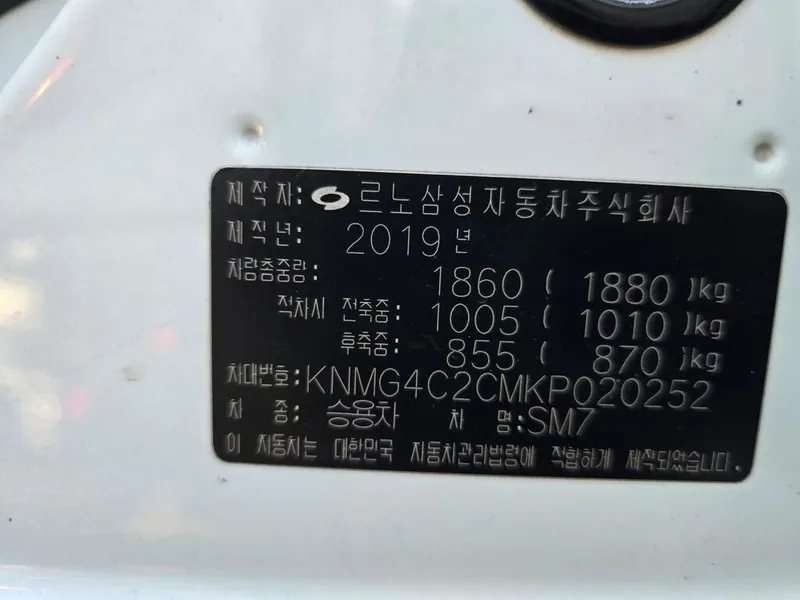 제 작 자: 르노삼성자동차주식회사
제 작 년: 2019 년
차량총중량: 1860 ( 1880 )kg
적차시 전축중: 1005 ( 1010 )kg
후축중: 855 ( 870 )kg
차대번호: KNMG4C2CMKP020252
차 종: 승용차 차 명: SM7
이 자동차는 대한민국 자동차관리법령에 적합하게 제작되었습니다.